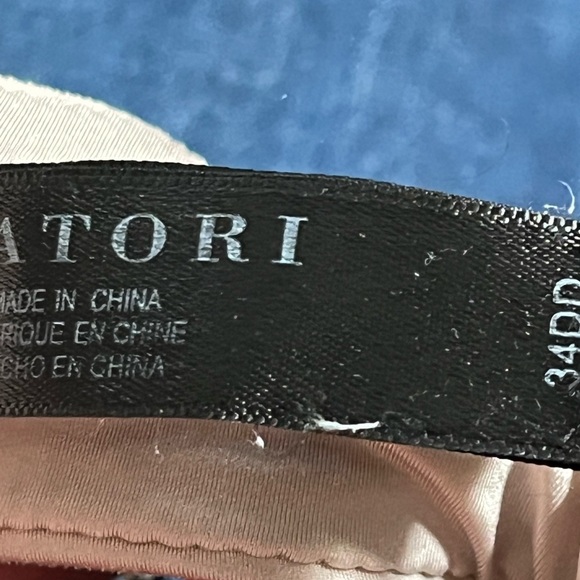 ATORI
MADE IN CHINA
RIQUE EN CHINE
CHO EN CHINA
34DD